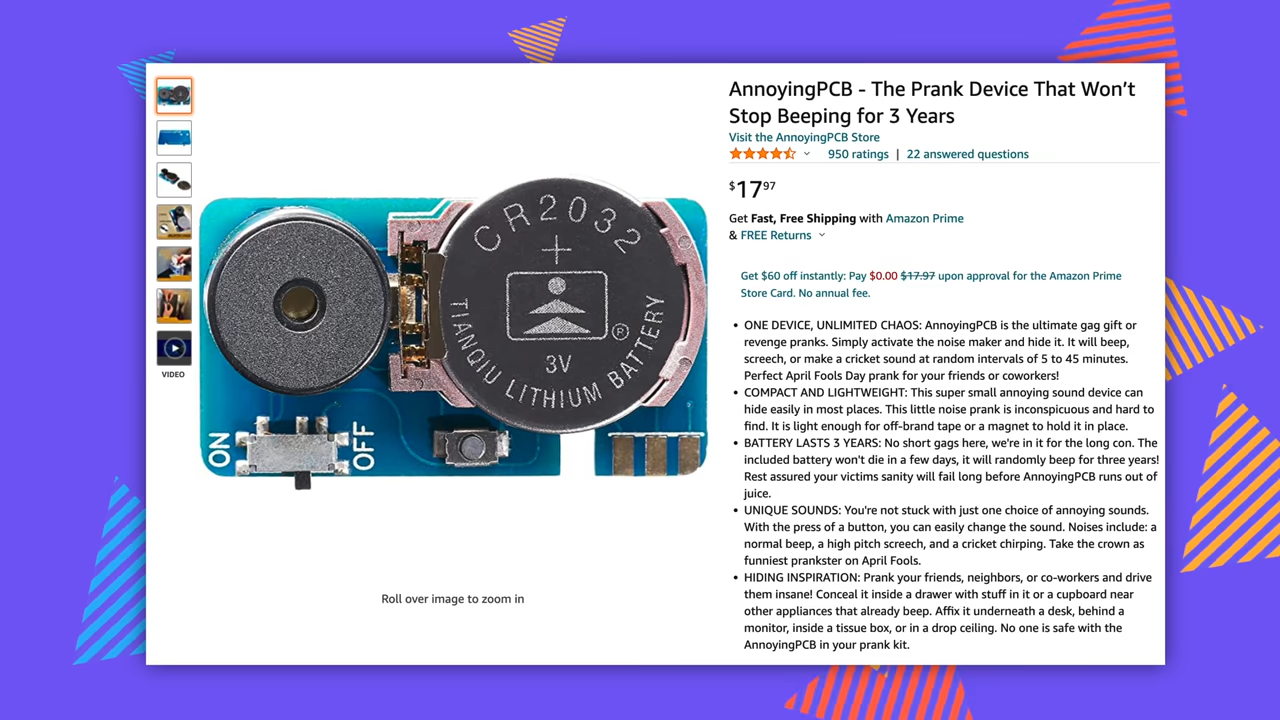 AnnoyingPCB - The Prank Device That Won’t
Stop Beeping for 3 Years
Visit the AnnoyingPCB Store
950 ratings | 22 answered questions
$17.97
Get Fast, Free Shipping with Amazon Prime
& FREE Returns
Get $60 off instantly: Pay $0.00 $17.97 upon approval for the Amazon Prime
Store Card. No annual fee.
• ONE DEVICE, UNLIMITED CHAOS: AnnoyingPCB is the ultimate gag gift or
revenge pranks. Simply activate the noise maker and hide it. It will beep,
screech, or make a cricket sound at random intervals of 5 to 45 minutes.
Perfect April Fools Day prank for your friends or coworkers!
• COMPACT AND LIGHTWEIGHT: This super small annoying sound device can
hide easily in most places. This little noise prank is inconspicuous and hard to
find. It is light enough for off-brand tape or a magnet to hold it in place.
• BATTERY LASTS 3 YEARS: No short gags here, we're in it for the long con. The
included battery won't die in a few days, it will randomly beep for three years!
Rest assured your victims sanity will fail long before AnnoyingPCB runs out of
juice.
• UNIQUE SOUNDS: You're not stuck with just one choice of annoying sounds.
With the press of a button, you can easily change the sound. Noises include: a
normal beep, a high pitch screech, and a cricket chirping. Take the crown as
funniest prankster on April Fools.
• HIDING INSPIRATION: Prank your friends, neighbors, or co-workers and drive
them insane! Conceal it inside a drawer with stuff in it or a cupboard near
other appliances that already beep. Affix it underneath a desk, behind a
monitor, inside a tissue box, or in a drop ceiling. No one is safe with the
AnnoyingPCB in your prank kit.
CR2032
+
®
3V
TIANQIU LITHIUM BATTERY
ON
OFF
VIDEO
Roll over image to zoom in